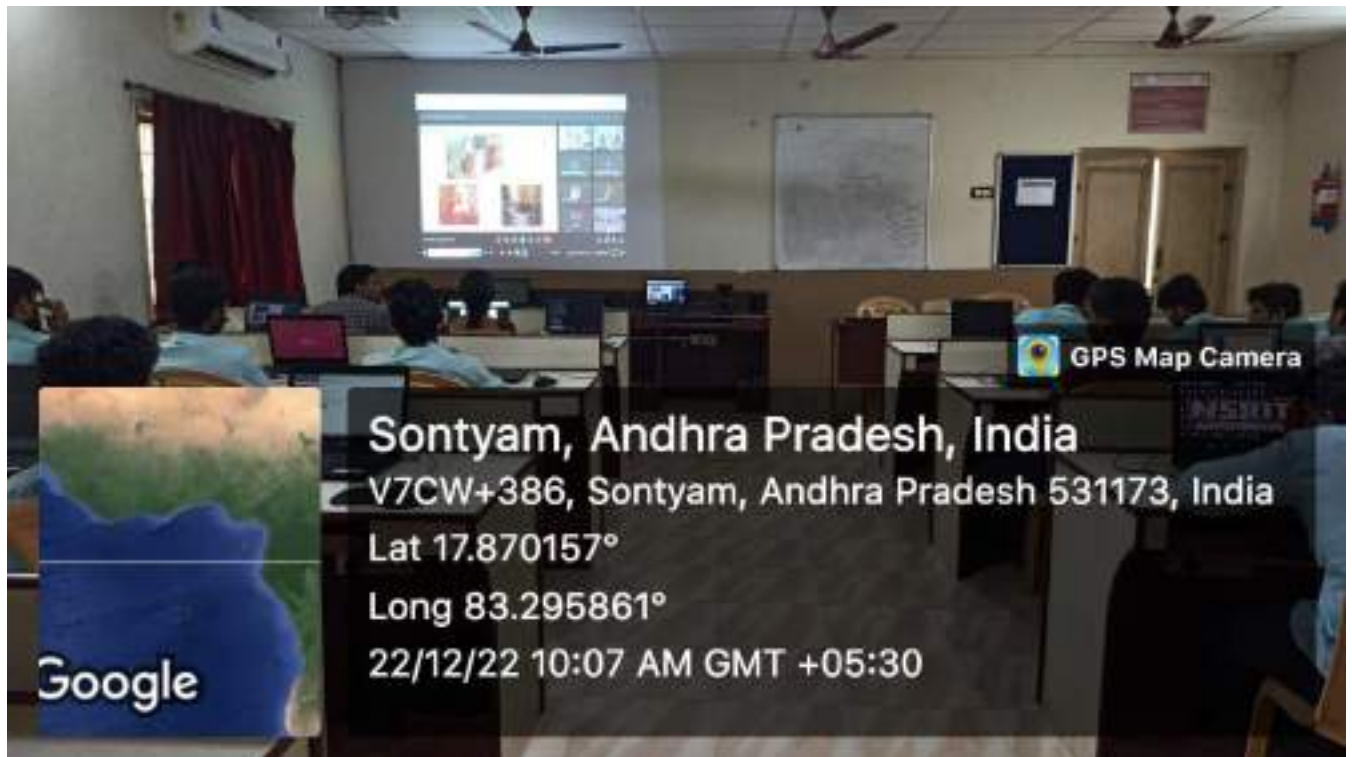 GPS Map Camera
NSRIT
Sontyam, Andhra Pradesh, India
V7CW+386, Sontyam, Andhra Pradesh 531173, India
Lat 17.870157°
Long 83.295861°
22/12/22 10:07 AM GMT +05:30
Google